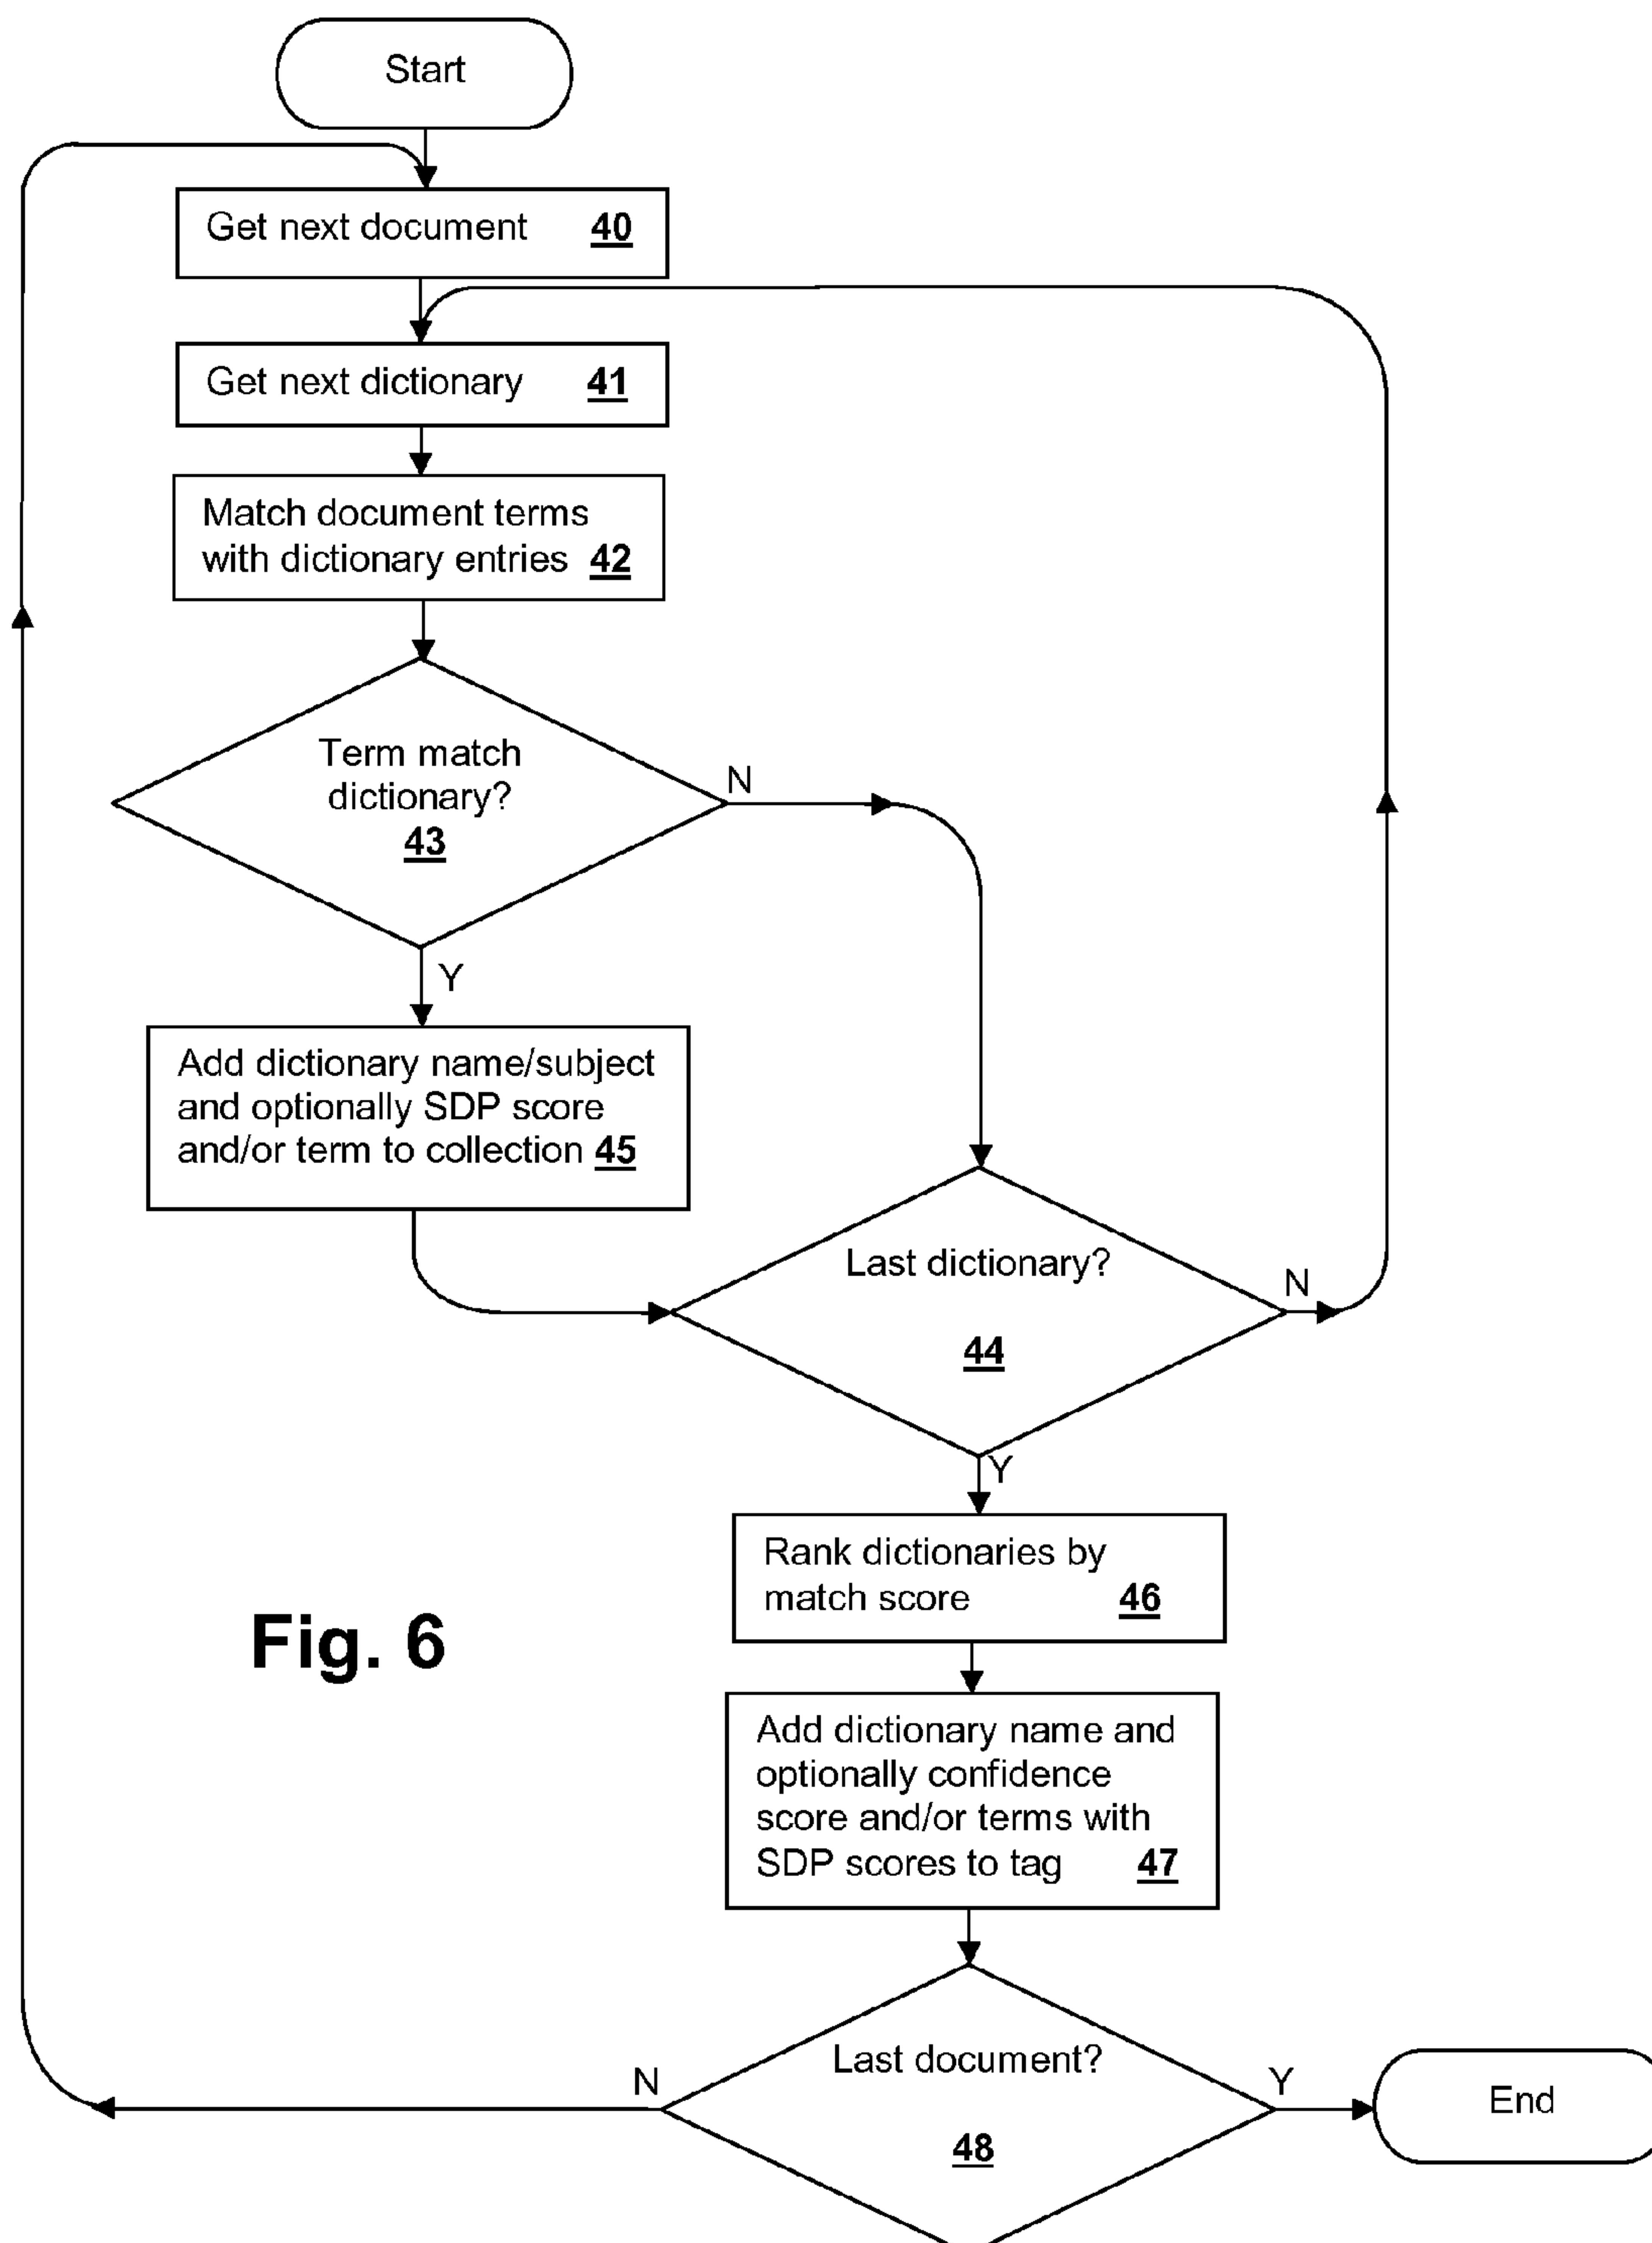 Start
Get next document 40
Get next dictionary 41
Match document terms
with dictionary entries 42
Term match
dictionary?
43
N
Y
Add dictionary name/subject
and optionally SDP score
and/or term to collection 45
Last dictionary?
44
N
Y
Rank dictionaries by
match score 46
Fig. 6
Add dictionary name and
optionally confidence
score and/or terms with
SDP scores to tag 47
Last document?
48
N
Y
End